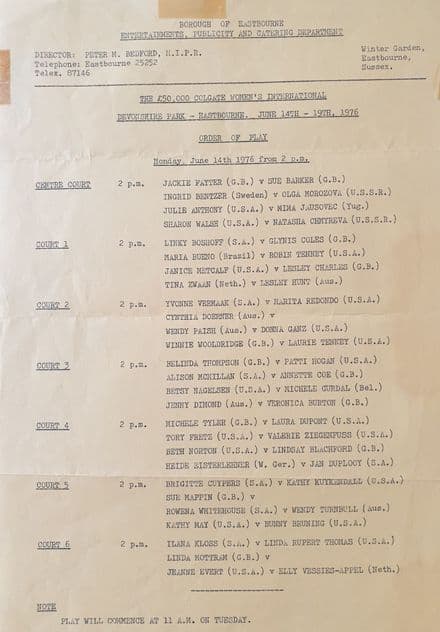 BOROUGH OF EASTBOURNE
ENTERTAINMENTS, PUBLICITY AND CATERING DEPARTMENT
DIRECTOR: PETER M. BEDFORD, M.I.P.R.
Telephone: Eastbourne 25252
Telex. 87146
Winter Garden,
Eastbourne,
Sussex.
THE £50,000 COLGATE WOMEN'S INTERNATIONAL
DEVONSHIRE PARK - EASTBOURNE. JUNE 14TH - 19TH, 1976
ORDER OF PLAY
Monday, June 14th 1976 from 2 p.m.
CENTRE COURT 2 p.m. JACKIE FAYTER (G.B.) v SUE BARKER (G.B.)
INGRID BENTZER (Sweden) v OLGA MOROZOVA (U.S.S.R.)
JULIE ANTHONY (U.S.A.) v MIMA JAUSOVEC (Yug.)
SHARON WALSH (U.S.A.) v NATASHA CHMYREVA (U.S.S.R.)
COURT 1 2 p.m. LINKY BOSHOFF (S.A.) v GLYNIS COLES (G.B.)
MARIA BUENO (Brazil) v ROBIN TENNEY (U.S.A.)
JANICE METCALF (U.S.A.) v LESLEY CHARLES (G.B.)
TINA ZWAAN (Neth.) v LESLEY HUNT (Aus.)
COURT 2 2 p.m. YVONNE VERMAAK (S.A.) v MARITA REDONDO (U.S.A.)
CYNTHIA DOERNER (Aus.) v
WENDY PAISH (Aus.) v DONNA GANZ (U.S.A.)
WINNIE WOOLDRIDGE (G.B.) v LAURIE TENNEY (U.S.A.)
COURT 3 2 p.m. BELINDA THOMPSON (G.B.) v PATTI HOGAN (U.S.A.)
ALISON MCMILLAN (S.A.) v ANNETTE COE (G.B.)
BETSY NAGELSEN (U.S.A.) v MICHELE GURDAL (Bel.)
JENNY DIMOND (Aus.) v VERONICA BURTON (G.B.)
COURT 4 2 p.m. MICHELE TYLER (G.B.) v LAURA DUPONT (U.S.A.)
TORY FRETZ (U.S.A.) v VALERIE ZIEGENFUSS (U.S.A.)
BETH NORTON (U.S.A.) v LINDSAY BLACHFORD (G.B.)
HEIDE EISTERLEHNER (W. Ger.) v JAN DUPLOOY (S.A.)
COURT 5 2 p.m. BRIGITTE CUYPERS (S.A.) v KATHY KUYKENDALL (U.S.A.)
SUE MAPPIN (G.B.) v
ROWENA WHITEHOUSE (S.A.) v WENDY TURNBULL (Aus.)
KATHY MAY (U.S.A.) v BUNNY BRUNING (U.S.A.)
COURT 6 2 p.m. ILANA KLOSS (S.A.) v LINDA RUPERT THOMAS (U.S.A.)
LINDA MOTTRAM (G.B.) v
JEANNE EVERT (U.S.A.) v ELLY VESSIES-APPEL (Neth.)
NOTE
PLAY WILL COMMENCE AT 11 A.M. ON TUESDAY.